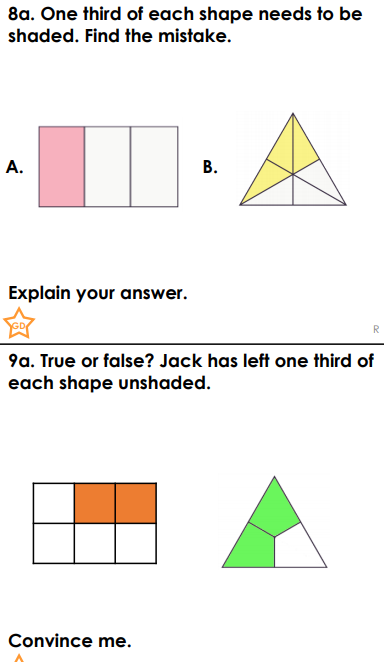 8a. One third of each shape needs to be
shaded. Find the mistake.
A.
B.
Explain your answer.
GD
R
9a. True or false? Jack has left one third of
each shape unshaded.
Convince me.